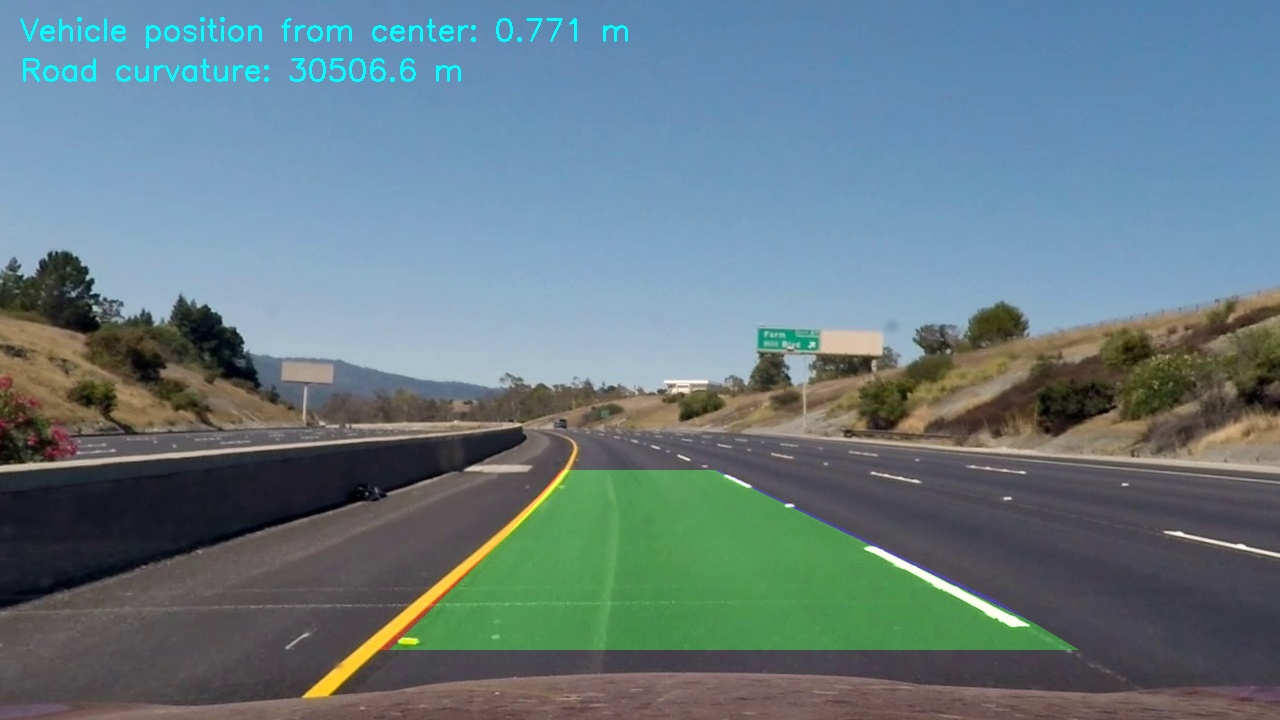 Vehicle position from center: 0.771 m
Road curvature: 30506.6 m
Farm
Hill Blvd